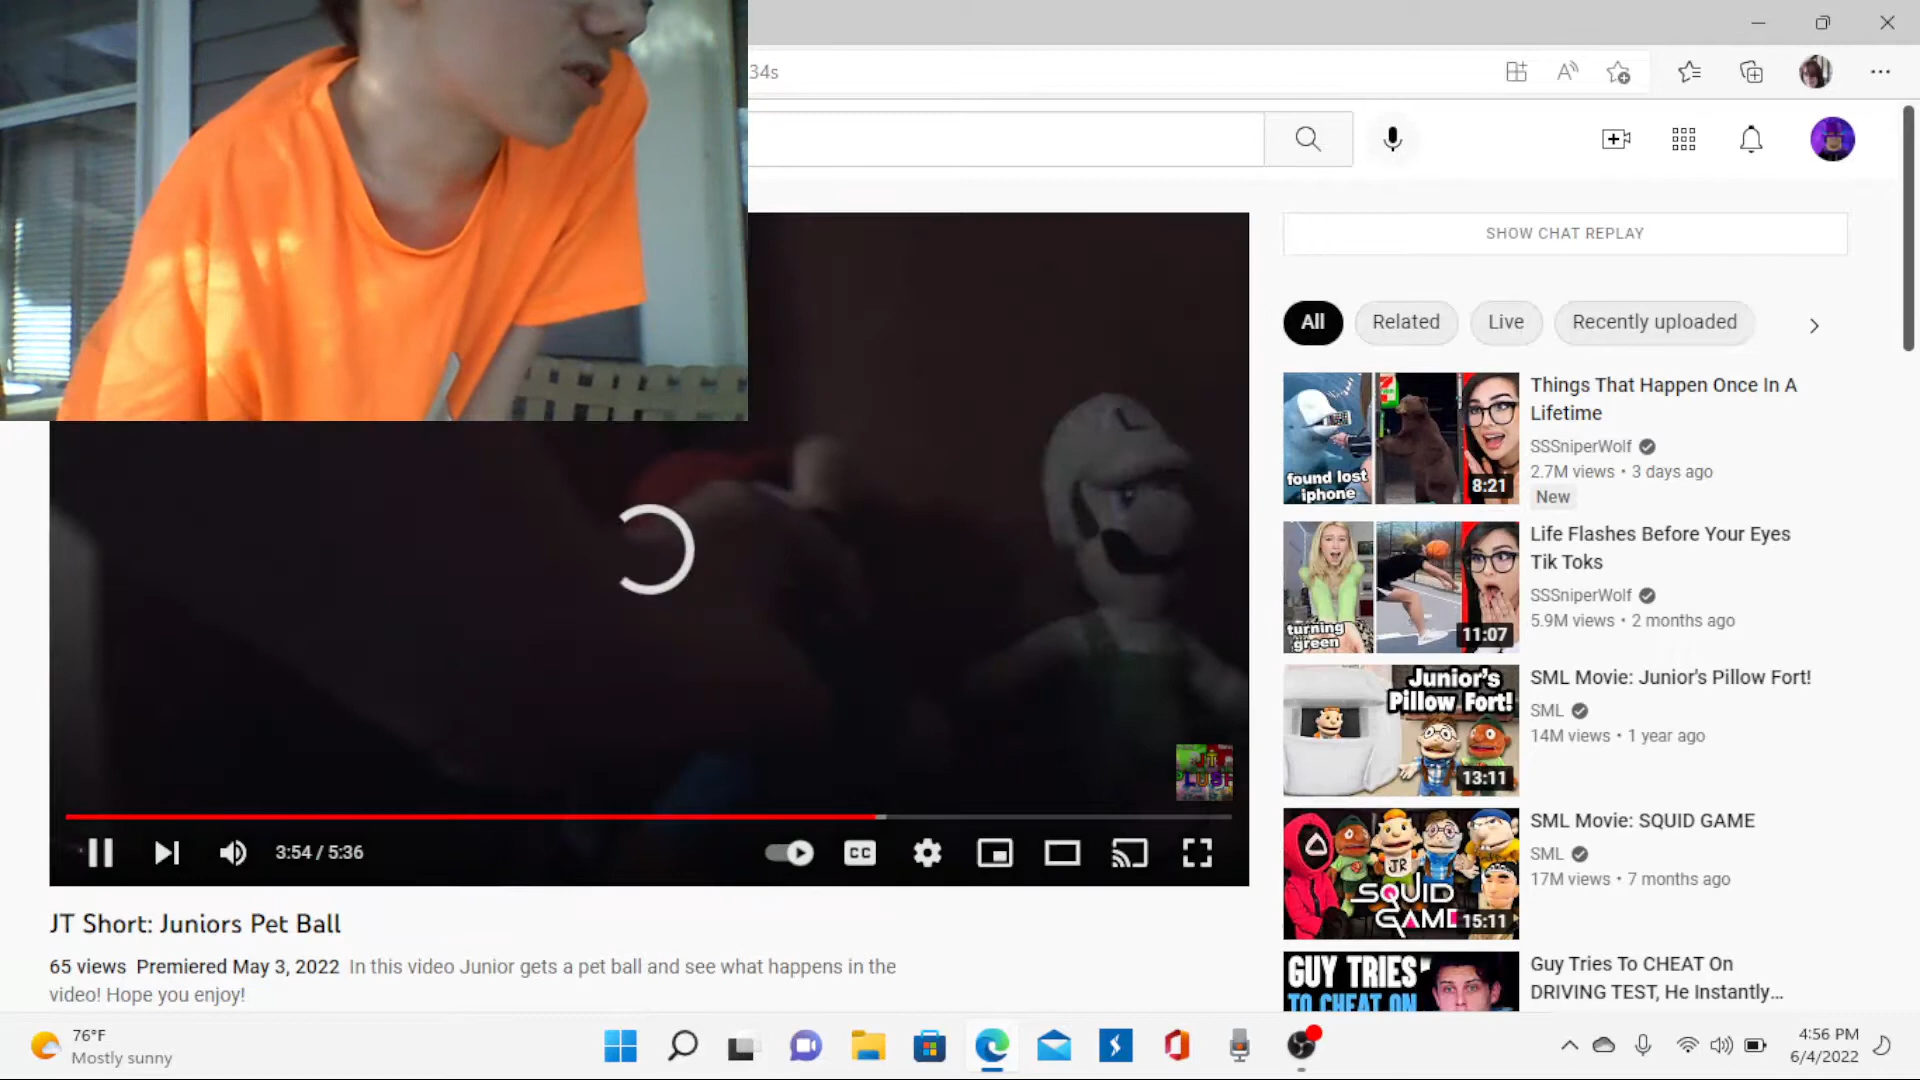 34s
SHOW CHAT REPLAY
All
Related
Live
Recently uploaded
found lost
iphone
8:21
Things That Happen Once In A
Lifetime
SSSniperWolf
2.7M views • 3 days ago
New
turning
green
11:07
Life Flashes Before Your Eyes
Tik Toks
SSSniperWolf
5.9M views • 2 months ago
Junior's
Pillow Fort!
13:11
SML Movie: Junior's Pillow Fort!
SML
14M views • 1 year ago
JR
SQUID
GAME
15:11
SML Movie: SQUID GAME
SML
17M views • 7 months ago
GUY TRIES
TO CHEAT ON
Guy Tries To CHEAT On
DRIVING TEST, He Instantly...
L
3:54 / 5:36
CC
JT Short: Juniors Pet Ball
65 views Premiered May 3, 2022 In this video Junior gets a pet ball and see what happens in the
video! Hope you enjoy!
76°F
Mostly sunny
4:56 PM
6/4/2022